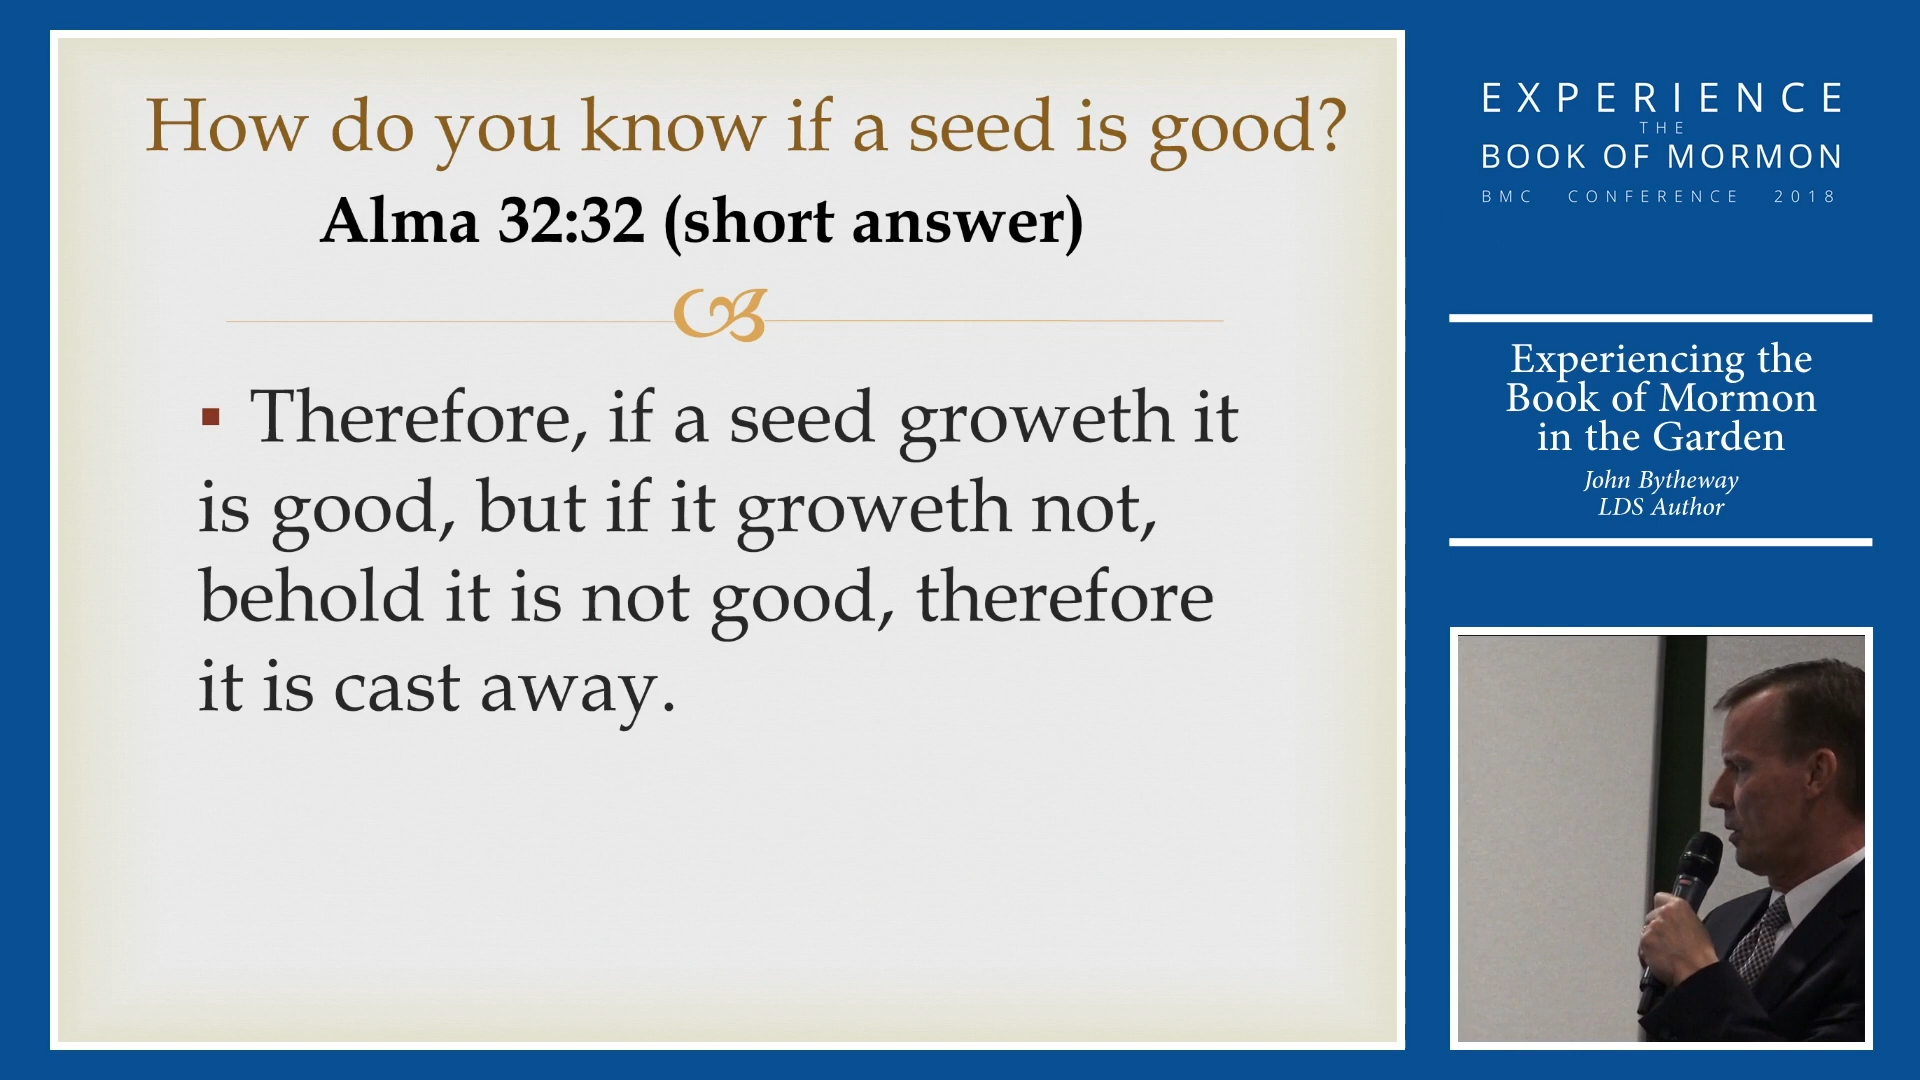 How do you know if a seed is good?
Alma 32:32 (short answer)
▪ Therefore, if a seed groweth it
is good, but if it groweth not,
behold it is not good, therefore
it is cast away.
EXPERIENCE
THE
BOOK OF MORMON
BMC CONFERENCE 2018
Experiencing the
Book of Mormon
in the Garden
John Bytheway
LDS Author